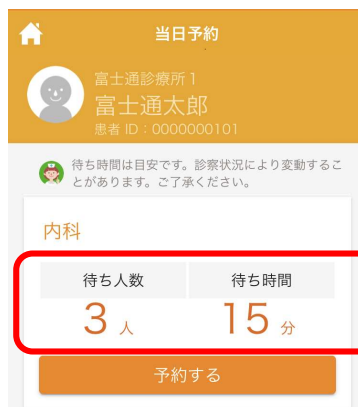 当日予約
富士通診療所1
富士通太郎
患者 ID：0000000101
待ち時間は目安です。診察状況により変動するこ
とがあります。ご了承ください。
内科
待ち人数 待ち時間
3 人 15 分
予約する